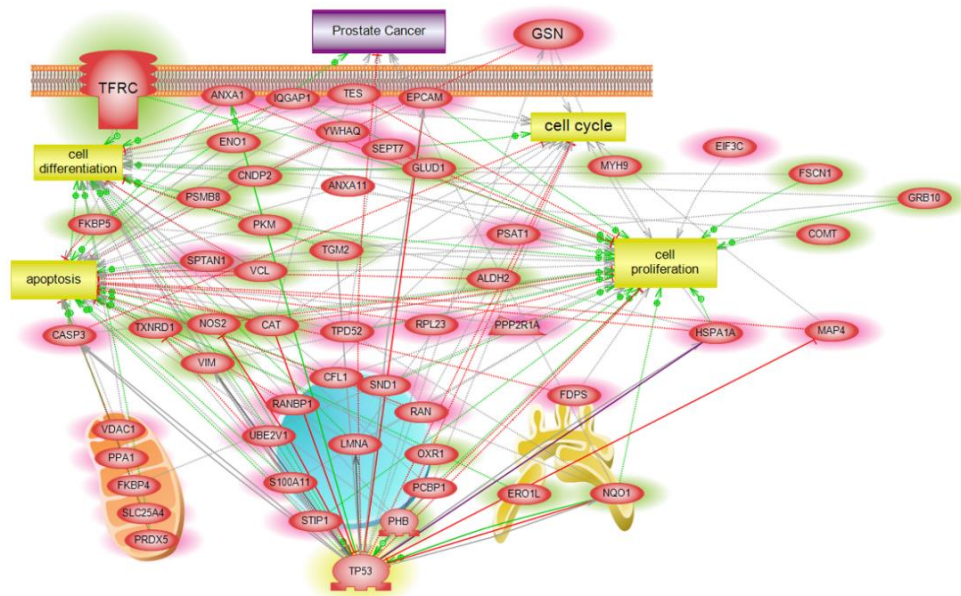 Prostate Cancer
GSN
TFRC
ANXA1
IQGAP1
TES
EPCAM
YWHAQ
cell cycle
ENO1
SEPT7
cell
differentiation
GLUD1
MYH9
EIF3C
CNDP2
FSCN1
PSMB8
ANXA11
GRB10
FKBP5
PKM
PSAT1
COMT
TGM2
SPTAN1
VCL
cell
proliferation
apoptosis
ALDH2
CASP3
TXNRD1
NOS2
CAT
TPD52
RPL23
PPP2R1A
HSPA1A
MAP4
VIM
CFL1
SND1
FDPS
RANBP1
RAN
VDAC1
UBE2V1
LMNA
PPA1
OXR1
FKBP4
S100A11
PCBP1
ERO1L
NQO1
SLC25A4
STIP1
PHB
PRDX5
TP53